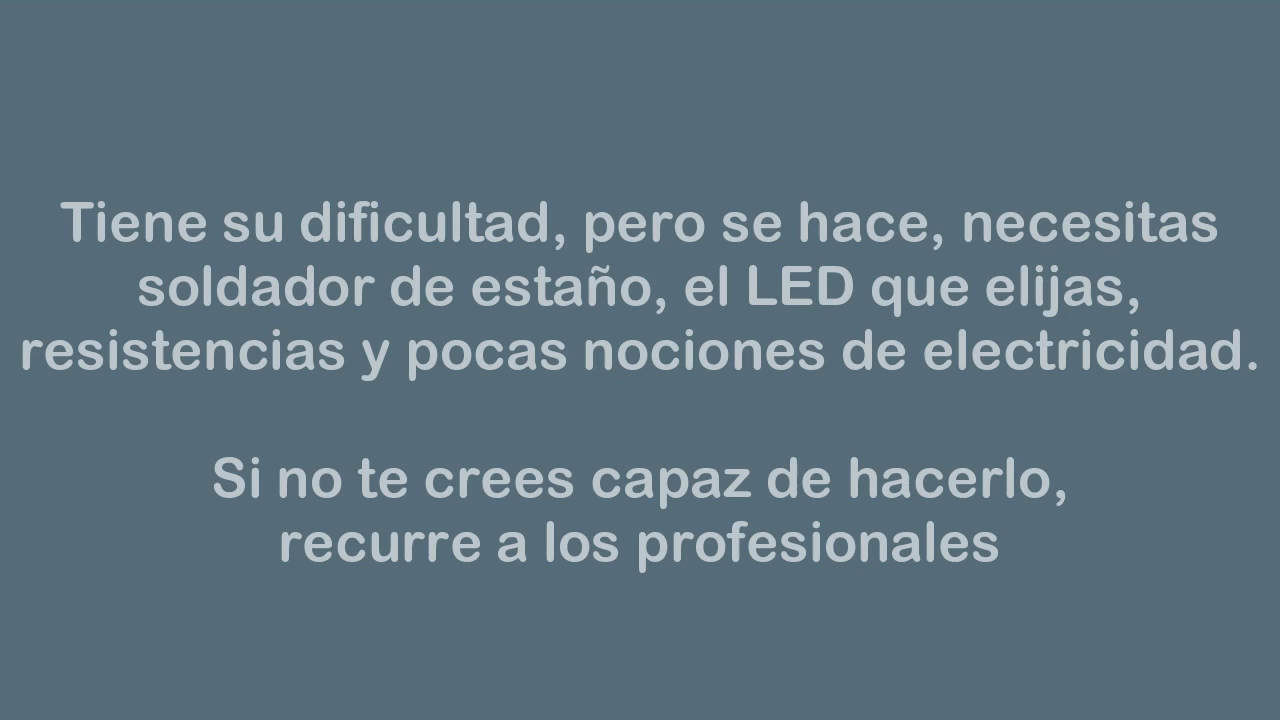 Tiene su dificultad, pero se hace, necesitas
soldador de estaño, el LED que elijas,
resistencias y pocas nociones de electricidad.
Si no te crees capaz de hacerlo,
recurre a los profesionales